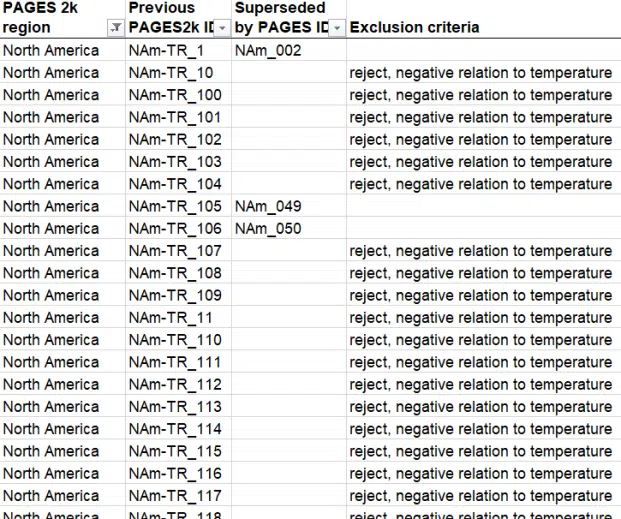 PAGES 2k region Previous PAGES2k ID Superseded by PAGES ID Exclusion criteria
North America NAm-TR_1 NAm_002
North America NAm-TR_10 reject, negative relation to temperature
North America NAm-TR_100 reject, negative relation to temperature
North America NAm-TR_101 reject, negative relation to temperature
North America NAm-TR_102 reject, negative relation to temperature
North America NAm-TR_103 reject, negative relation to temperature
North America NAm-TR_104 reject, negative relation to temperature
North America NAm-TR_105 NAm_049
North America NAm-TR_106 NAm_050
North America NAm-TR_107 reject, negative relation to temperature
North America NAm-TR_108 reject, negative relation to temperature
North America NAm-TR_109 reject, negative relation to temperature
North America NAm-TR_11 reject, negative relation to temperature
North America NAm-TR_110 reject, negative relation to temperature
North America NAm-TR_111 reject, negative relation to temperature
North America NAm-TR_112 reject, negative relation to temperature
North America NAm-TR_113 reject, negative relation to temperature
North America NAm-TR_114 reject, negative relation to temperature
North America NAm-TR_115 reject, negative relation to temperature
North America NAm-TR_116 reject, negative relation to temperature
North America NAm-TR_117 reject, negative relation to temperature
North America NAm-TR_118 reject, negative relation to temperature